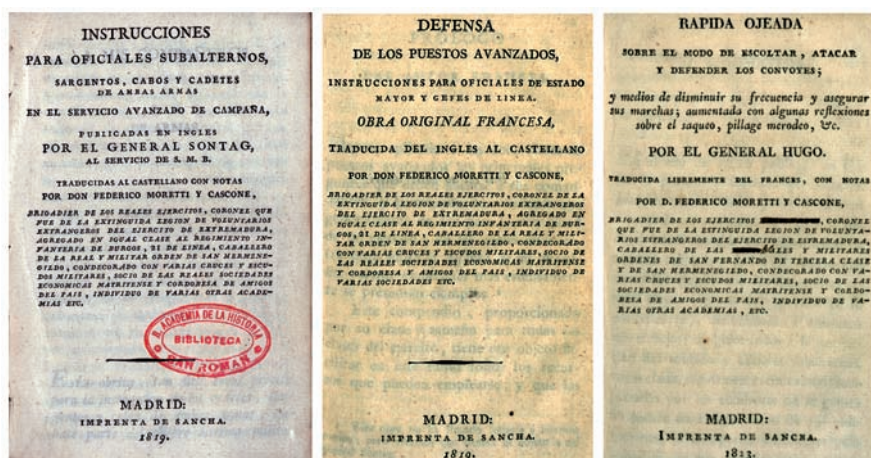 INSTRUCCIONES
PARA OFICIALES SUBALTERNOS,
SARGENTOS, CABOS Y CADETES
DE AMBAS ARMAS
EN EL SERVICIO AVANZADO DE CAMPAÑA,
PUBLICADAS EN INGLES
POR EL GENERAL SONTAG,
AL SERVICIO DE S. M. B.
TRADUCIDAS AL CASTELLANO CON NOTAS
POR DON FEDERICO MORETTI Y CASCONE,
BRIGADIER DE LOS REALES EJERCITOS, CORONEL QUE
FUE DE LA EXTINGUIDA LEGION DE VOLUNTARIOS
EXTRANGEROS DEL EJERCITO DE EXTREMADURA,
AGREGADO EN IGUAL CLASE AL REGIMIENTO IN-
FANTERIA DE BURGOS, 21 DE LINEA, CABALLERO
DE LA REAL Y MILITAR ORDEN DE SAN HERMENE-
GILDO, CONDECORADO CON VARIAS CRUCES Y ESCU-
DOS MILITARES, SOCIO DE LAS REALES SOCIEDADES
ECONOMICAS MATRITENSE Y CORDOBESA DE AMIGOS
DEL PAIS, INDIVIDUO DE VARIAS OTRAS ACADE-
MIAS ETC.
R. ACADEMIA DE LA HISTORIA
BIBLIOTECA
SAN ROMAN
MADRID:
IMPRENTA DE SANCHA.
1819.
DEFENSA
DE LOS PUESTOS AVANZADOS,
INSTRUCCIONES PARA OFICIALES DE ESTADO
MAYOR Y GEFES DE LINEA.
OBRA ORIGINAL FRANCESA,
TRADUCIDA DEL INGLES AL CASTELLANO
POR DON FEDERICO MORETTI Y CASCONE,
BRIGADIER DE LOS REALES EJERCITOS, CORONEL DE LA
EXTINGUIDA LEGION DE VOLUNTARIOS EXTRANGEROS
DEL EJERCITO DE EXTREMADURA, AGREGADO EN
IGUAL CLASE AL REGIMIENTO INFANTERIA DE BUR-
GOS, 21 DE LINEA, CABALLERO DE LA REAL Y MILI-
TAR ORDEN DE SAN HERMENEGILDO, CONDECORADO
CON VARIAS CRUCES Y ESCUDOS MILITARES, SOCIO DE
LAS REALES SOCIEDADES ECONOMICAS MATRITENSE
Y CORDOBESA Y AMIGOS DEL PAIS, INDIVIDUO DE
VARIAS SOCIEDADES ETC.
MADRID:
IMPRENTA DE SANCHA.
1819.
RAPIDA OJEADA
SOBRE EL MODO DE ESCOLTAR, ATACAR
Y DEFENDER LOS CONVOYES;
y medios de disminuir su frecuencia y asegurar
sus marchas; aumentada con algunas reflexiones
sobre el saqueo, pillage merodeo, &c.
POR EL GENERAL HUGO.
TRADUCIDA LIBREMENTE DEL FRANCES, CON NOTAS
POR D. FEDERICO MORETTI Y CASCONE,
BRIGADIER DE LOS EJERCITOS CORONEL
QUE FUE DE LA ESTINGUIDA LEGION DE VOLUNTA-
RIOS ESTRANGEROS DEL EJERCITO DE ESTREMADURA,
CABALLERO DE LAS Y MILITARES
ORDENES DE SAN FERNANDO DE TERCERA CLASE
Y DE SAN HERMENEGILDO, CONDECORADO CON VA-
RIAS CRUCES Y ESCUDOS MILITARES, SOCIO DE LAS
SOCIEDADES ECONOMICAS MATRITENSE Y CORDO-
BESA DE AMIGOS DEL PAIS, INDIVIDUO DE VA-
RIAS OTRAS ACADEMIAS, ETC.
MADRID:
IMPRENTA DE SANCHA.
1823.